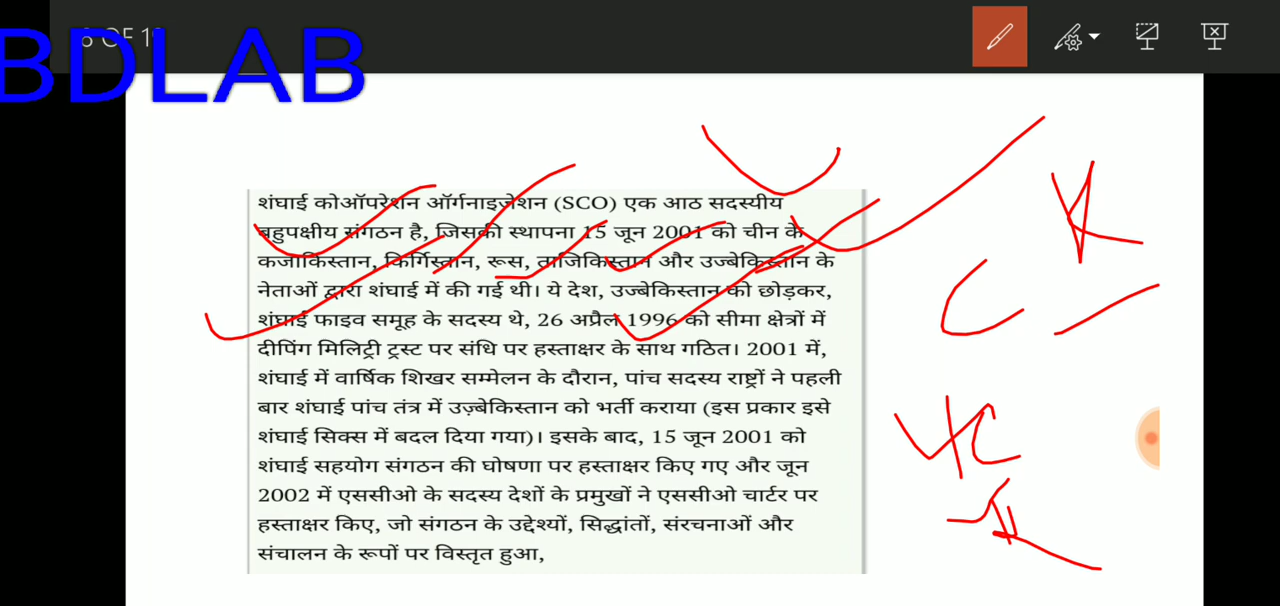 8 OF 1
BDLAB
शंघाई कोऑपरेशन ऑर्गनाइजेशन (SCO) एक आठ सदस्यीय
बहुपक्षीय संगठन है, जिसकी स्थापना 15 जून 2001 को चीन के
कजाकिस्तान, किर्गिस्तान, रूस, ताजिकिस्तान और उज्बेकिस्तान के
नेताओं द्वारा शंघाई में की गई थी। ये देश, उज्बेकिस्तान को छोड़कर,
शंघाई फाइव समूह के सदस्य थे, 26 अप्रैल 1996 को सीमा क्षेत्रों में
दीपिंग मिलिट्री ट्रस्ट पर संधि पर हस्ताक्षर के साथ गठित। 2001 में,
शंघाई में वार्षिक शिखर सम्मेलन के दौरान, पांच सदस्य राष्ट्रों ने पहली
बार शंघाई पांच तंत्र में उज़्बेकिस्तान को भर्ती कराया (इस प्रकार इसे
शंघाई सिक्स में बदल दिया गया)। इसके बाद, 15 जून 2001 को
शंघाई सहयोग संगठन की घोषणा पर हस्ताक्षर किए गए और जून
2002 में एससीओ के सदस्य देशों के प्रमुखों ने एससीओ चार्टर पर
हस्ताक्षर किए, जो संगठन के उद्देश्यों, सिद्धांतों, संरचनाओं और
संचालन के रूपों पर विस्तृत हुआ,